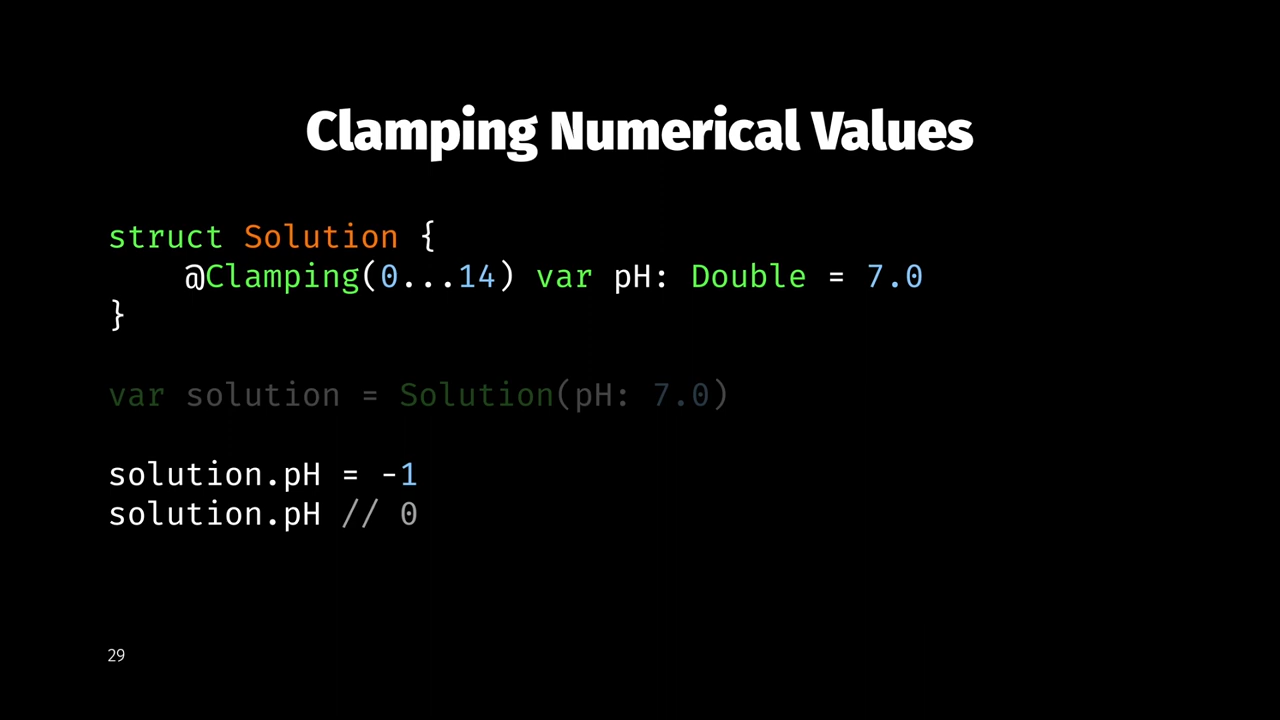 Clamping Numerical Values
struct Solution {
    @Clamping(0...14) var pH: Double = 7.0
}
var solution = Solution(pH: 7.0)
solution.pH = -1
solution.pH // 0
29